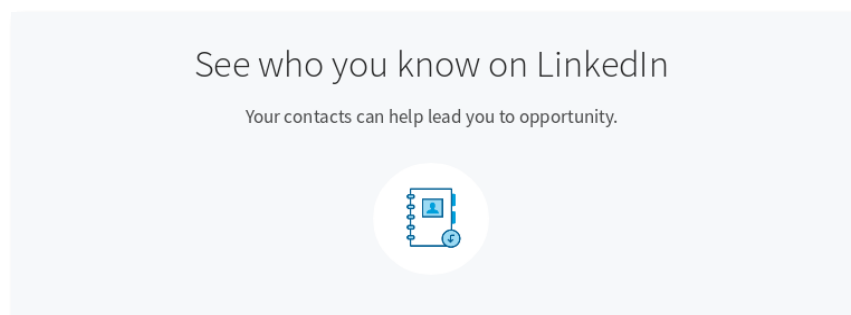 See who you know on LinkedIn
Your contacts can help lead you to opportunity.